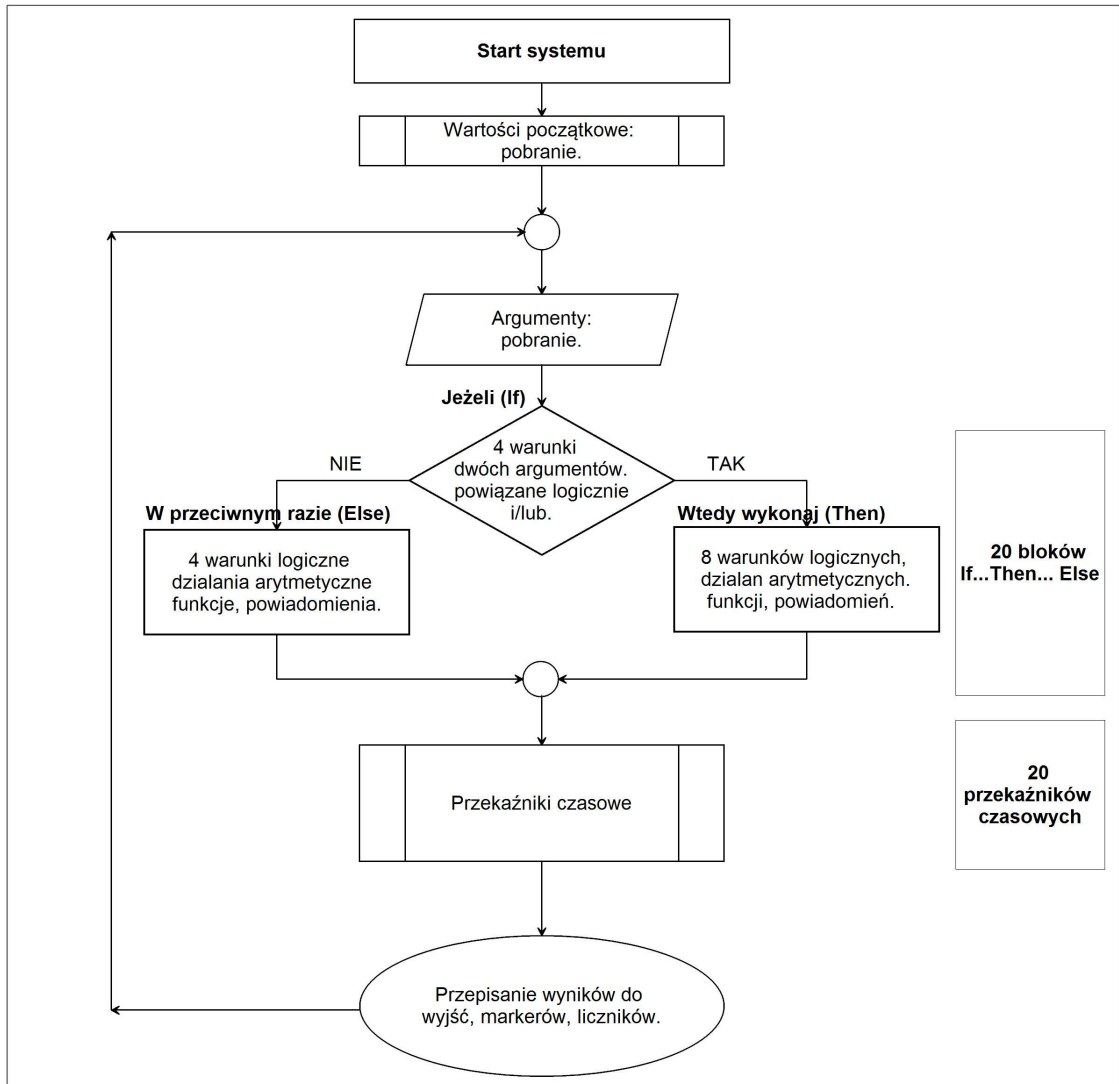 Start systemu
Wartości początkowe:
pobranie.
Argumenty:
pobranie.
Jeżeli (If)
4 warunki
dwóch argumentów.
powiązane logicznie
i/lub.
NIE
TAK
W przeciwnym razie (Else)
4 warunki logiczne
dzialania arytmetyczne
funkcje, powiadomienia.
Wtedy wykonaj (Then)
8 warunków logicznych,
dzialan arytmetycznych.
funkcji, powiadomień.
20 bloków
If...Then... Else
Przekaźniki czasowe
20
przekaźników
czasowych
Przepisanie wyników do
wyjść, markerów, liczników.